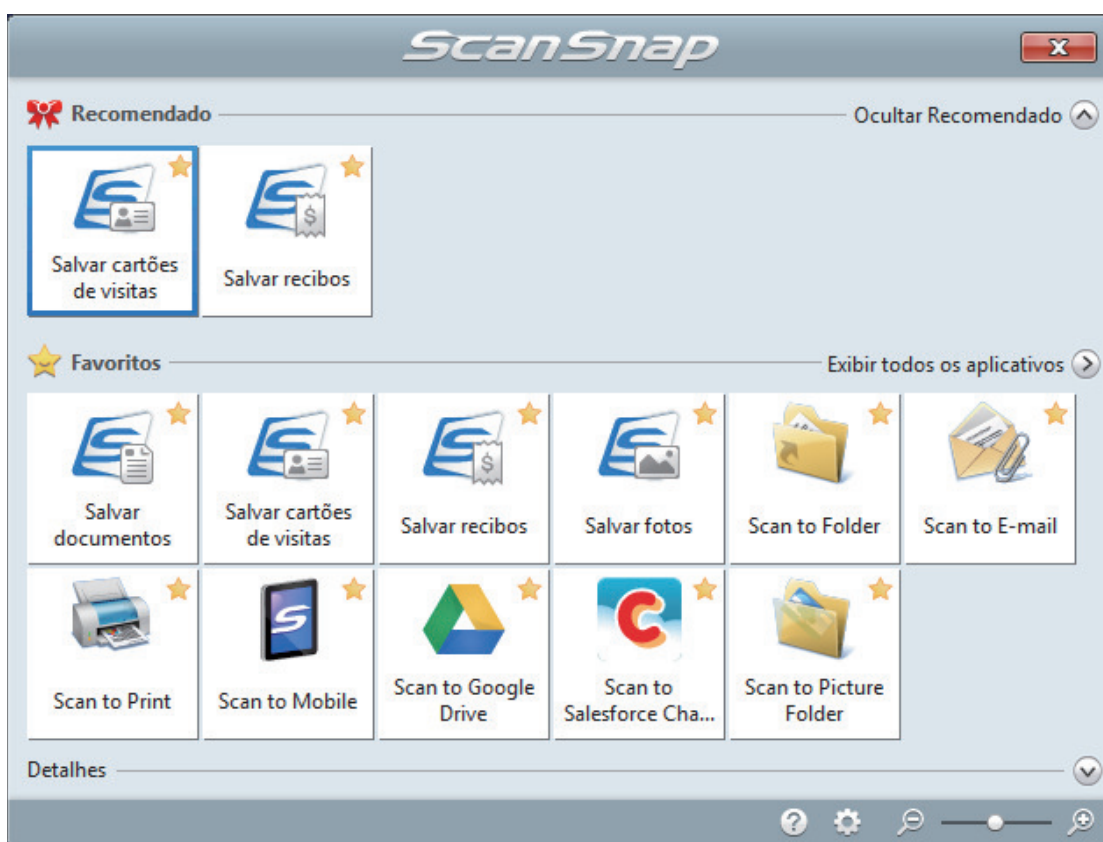 ScanSnap
Recomendado
Ocultar Recomendado
Salvar cartões
de visitas
Salvar recibos
Favoritos
Exibir todos os aplicativos
Salvar
documentos
Salvar cartões
de visitas
Salvar recibos
Salvar fotos
Scan to Folder
Scan to E-mail
Scan to Print
Scan to Mobile
Scan to Google
Drive
Scan to
Salesforce Cha...
Scan to Picture
Folder
Detalhes